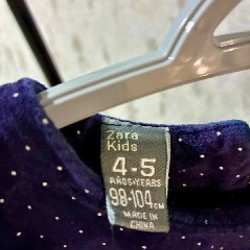 Zara
Kids
4-5
AÑOS-YEARS
98-104cm
MADE IN
CHINA